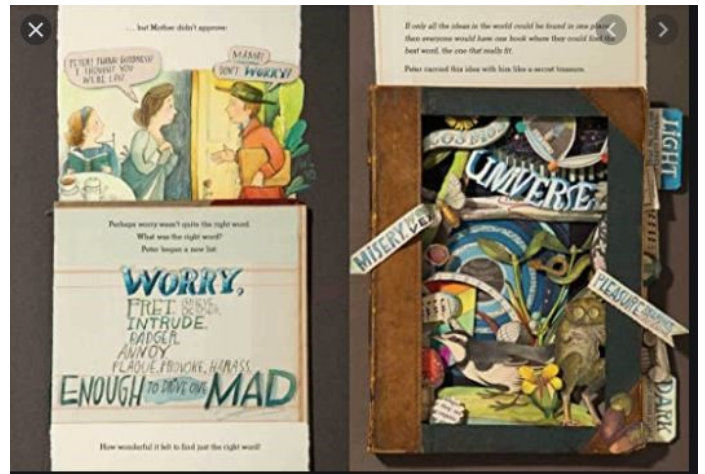 ... but Mother didn't approve:
PETER! THANK GOODNESS!
I THOUGHT YOU
WERE LOST.
MAMA!
DON'T WORRY!
Perhaps worry wasn't quite the right word.
What was the right word?
Peter began a new list:
WORRY,
FRET, GRIEVE,
INTRUDE,
BADGER,
ANNOY,
PLAGUE, PROVOKE, HARASS,
ENOUGH TO DRIVE ONE MAD
How wonderful it felt to find just the right word!
If only all the ideas in the world could be found in one place,
then everyone would have one book where they could find the
best word, the one that really fit.
Peter carried this idea with him like a secret treasure.
COSMOS
UNIVERSE
LIGHT
MISERY
PLEASURE
DARK